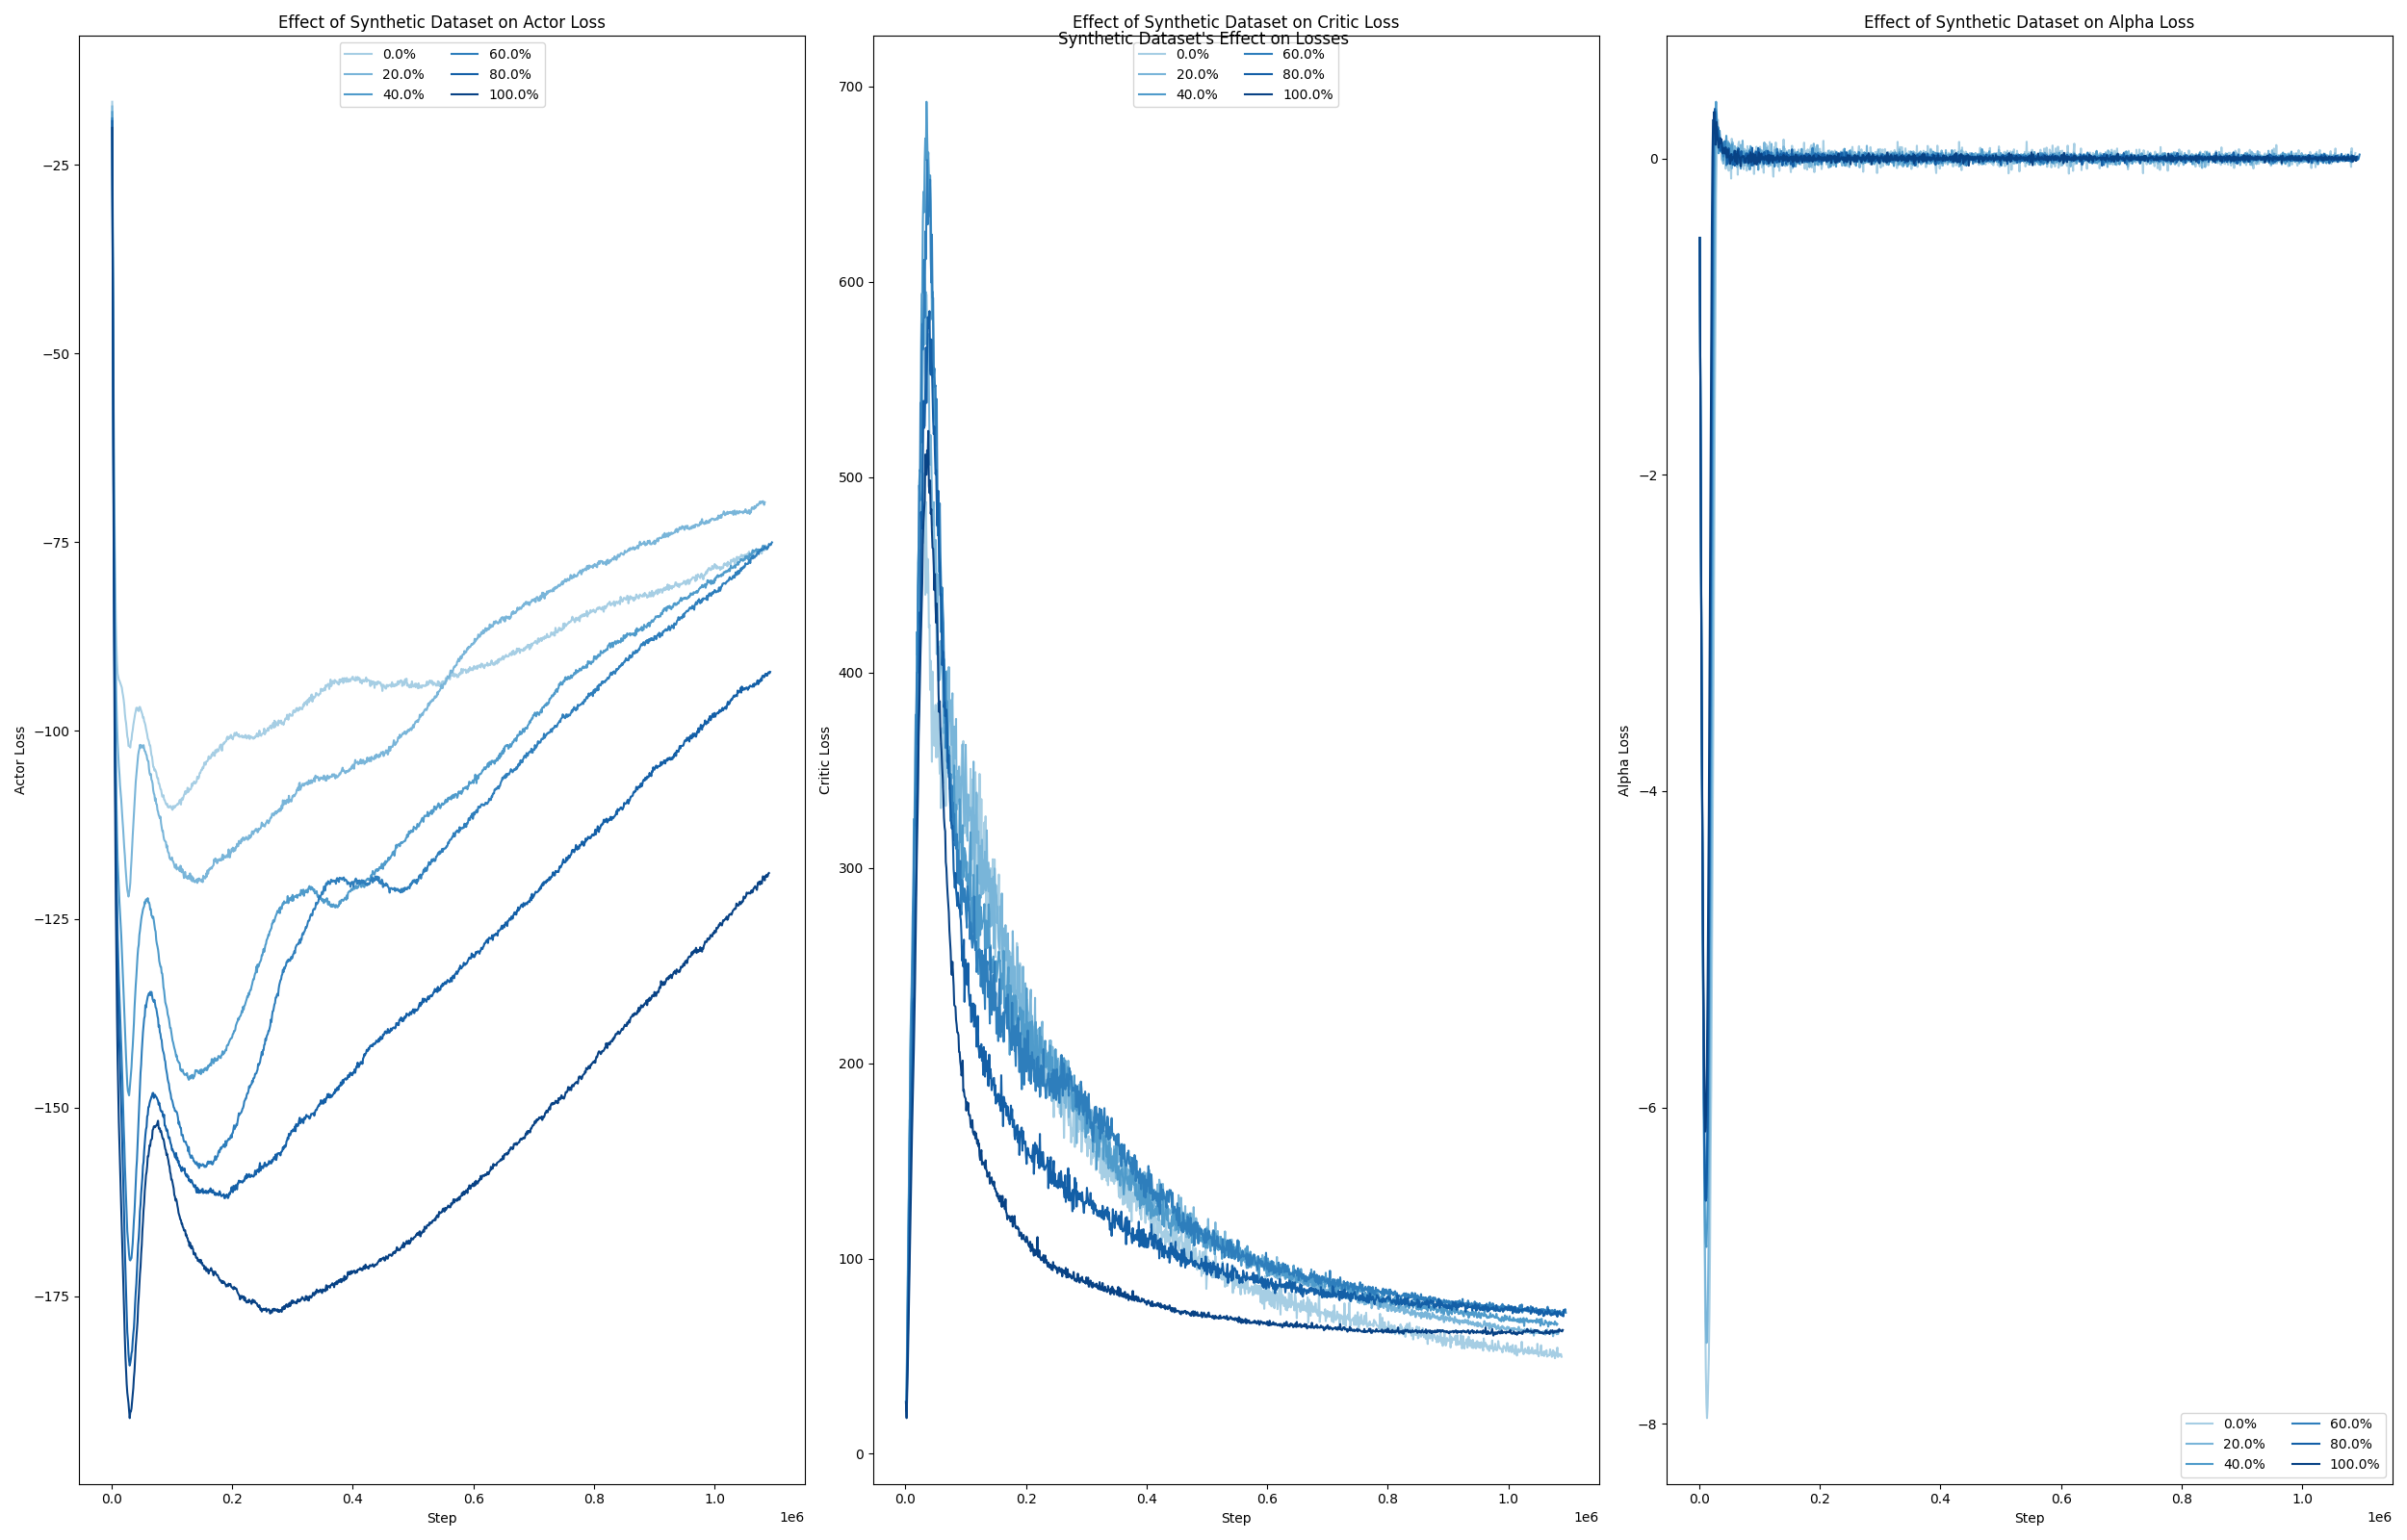 Effect of Synthetic Dataset on Actor Loss
0.0% 60.0%
20.0% 80.0%
40.0% 100.0%
−25
−50
−75
−100
−125
−150
−175
Actor Loss
0.0 0.2 0.4 0.6 0.8 1.0
1e6
Step
Effect of Synthetic Dataset on Critic Loss
Synthetic Dataset's Effect on Losses
0.0% 60.0%
20.0% 80.0%
40.0% 100.0%
700
600
500
400
300
200
100
0
Critic Loss
0.0 0.2 0.4 0.6 0.8 1.0
1e6
Step
Effect of Synthetic Dataset on Alpha Loss
0
−2
−4
−6
−8
Alpha Loss
0.0% 60.0%
20.0% 80.0%
40.0% 100.0%
0.0 0.2 0.4 0.6 0.8 1.0
1e6
Step